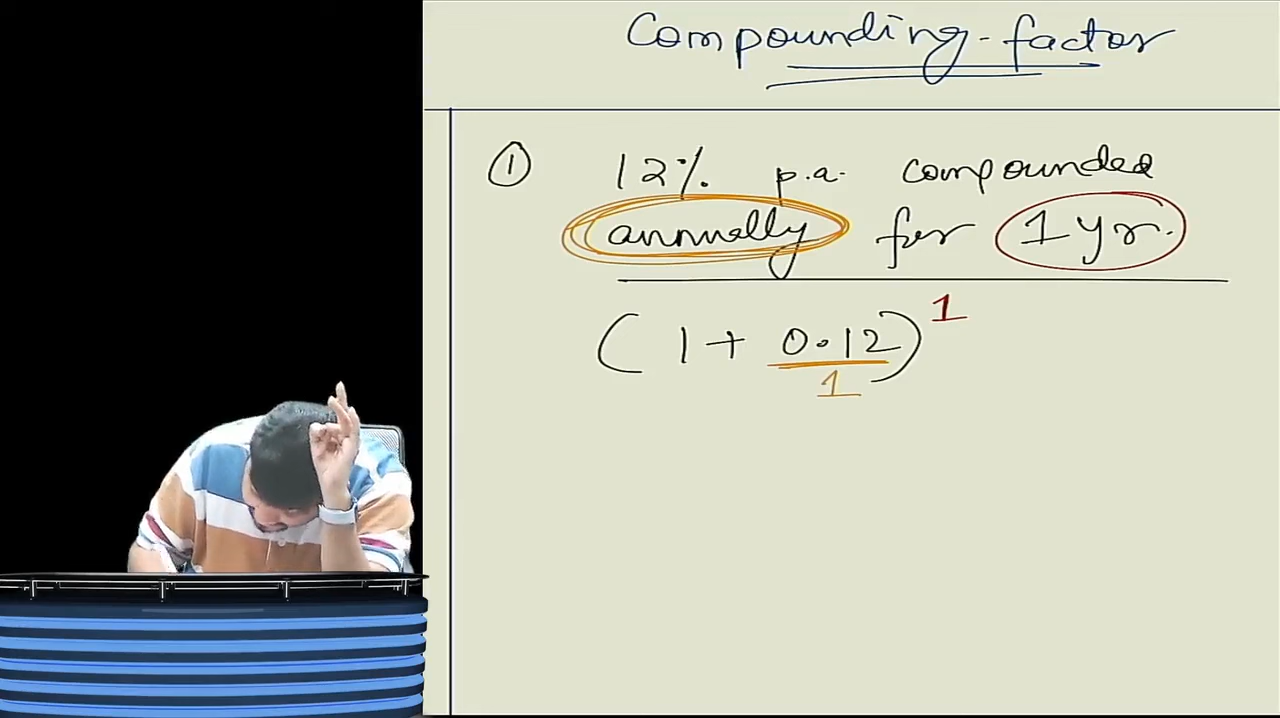 Compounding-factor
① 12% p.a. compounded
annually for 1 yr.
(1 + 0.12/1)^1